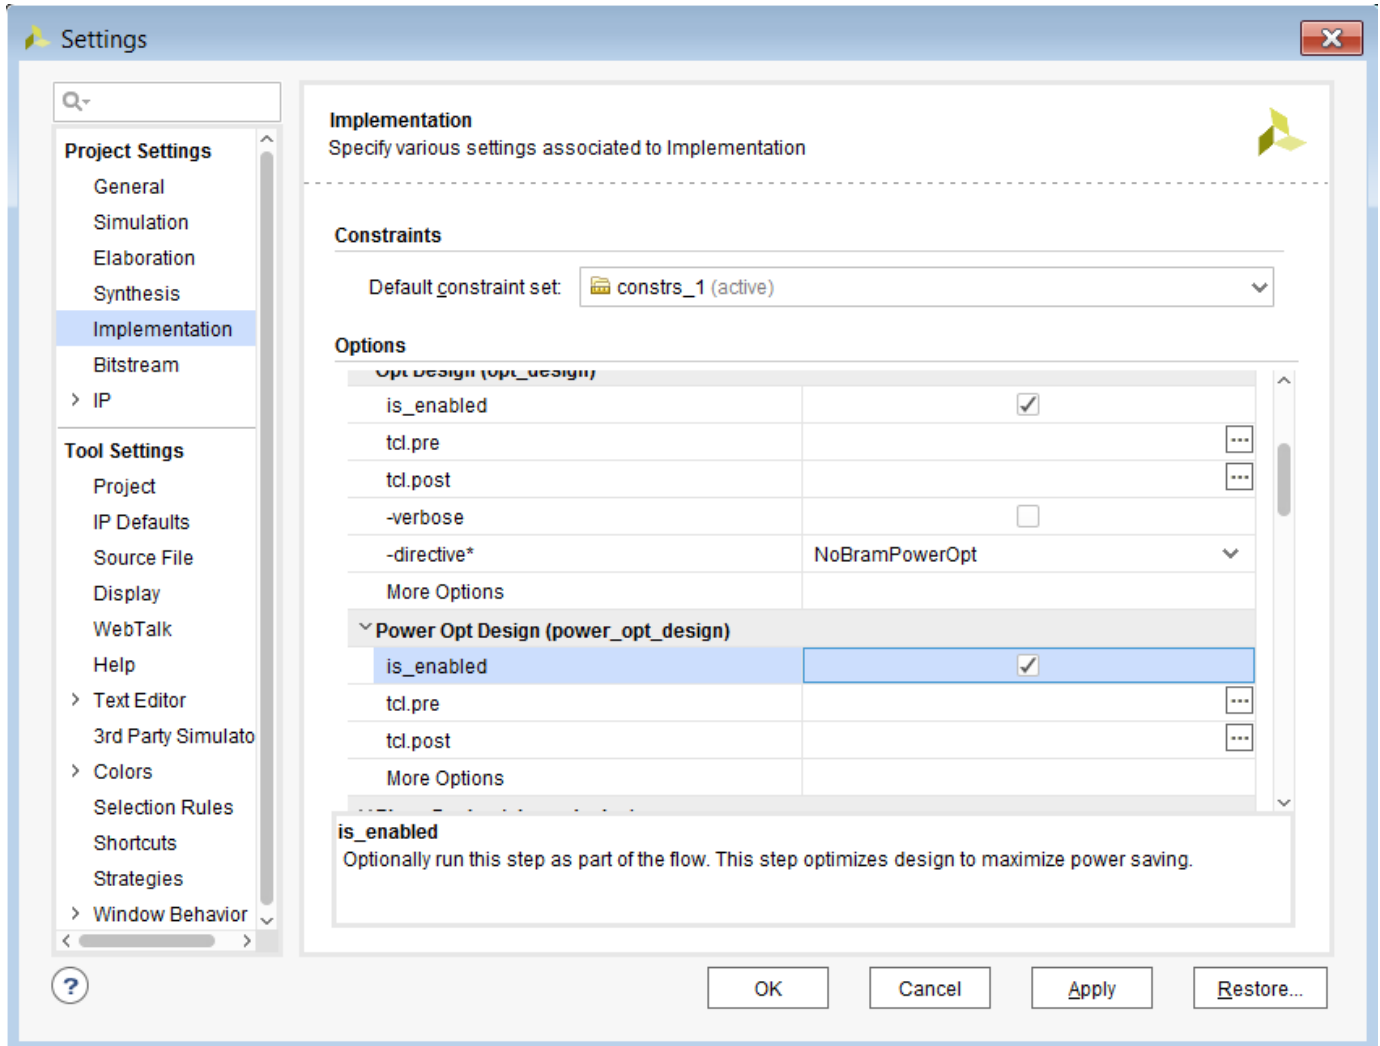 Settings
Project Settings
General
Simulation
Elaboration
Synthesis
Implementation
Bitstream
IP
Tool Settings
Project
IP Defaults
Source File
Display
WebTalk
Help
Text Editor
3rd Party Simulato
Colors
Selection Rules
Shortcuts
Strategies
Window Behavior
Implementation
Specify various settings associated to Implementation
Constraints
Default constraint set: constrs_1 (active)
Options
Opt Design (opt_design)
is_enabled
tcl.pre ...
tcl.post ...
-verbose
-directive* NoBramPowerOpt
More Options
Power Opt Design (power_opt_design)
is_enabled
tcl.pre ...
tcl.post ...
More Options
is_enabled
Optionally run this step as part of the flow. This step optimizes design to maximize power saving.
? OK Cancel Apply Restore...